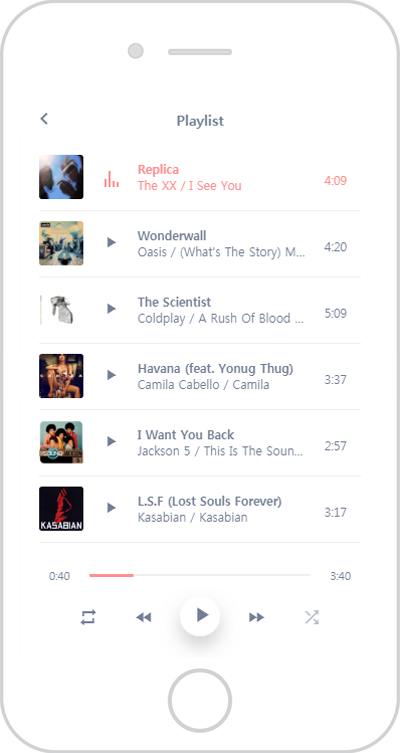 Playlist
Replica
The XX / I See You
4:09
Wonderwall
Oasis / (What's The Story) M...
4:20
The Scientist
Coldplay / A Rush Of Blood ...
5:09
Havana (feat. Yonug Thug)
Camila Cabello / Camila
3:37
I Want You Back
Jackson 5 / This Is The Soun...
2:57
KASABIAN
L.S.F (Lost Souls Forever)
Kasabian / Kasabian
3:17
0:40
3:40